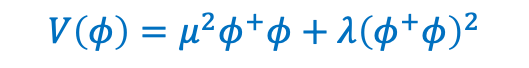 V(ϕ) = μ²ϕ⁺ϕ + λ(ϕ⁺ϕ)²